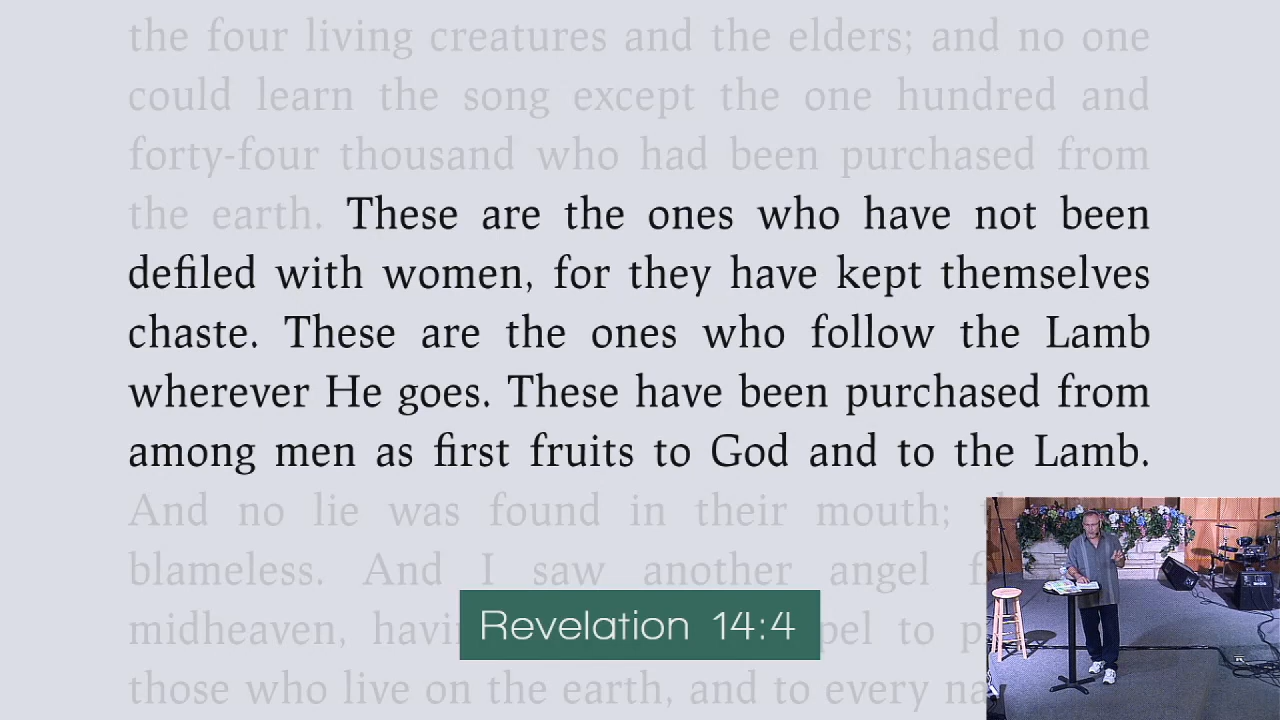 the four living creatures and the elders; and no one
could learn the song except the one hundred and
forty-four thousand who had been purchased from
the earth. These are the ones who have not been
defiled with women, for they have kept themselves
chaste. These are the ones who follow the Lamb
wherever He goes. These have been purchased from
among men as first fruits to God and to the Lamb.
And no lie was found in their mouth;
blameless. And I saw another angel
midheaven, to
those who live on the earth, and to every
Revelation 14:4